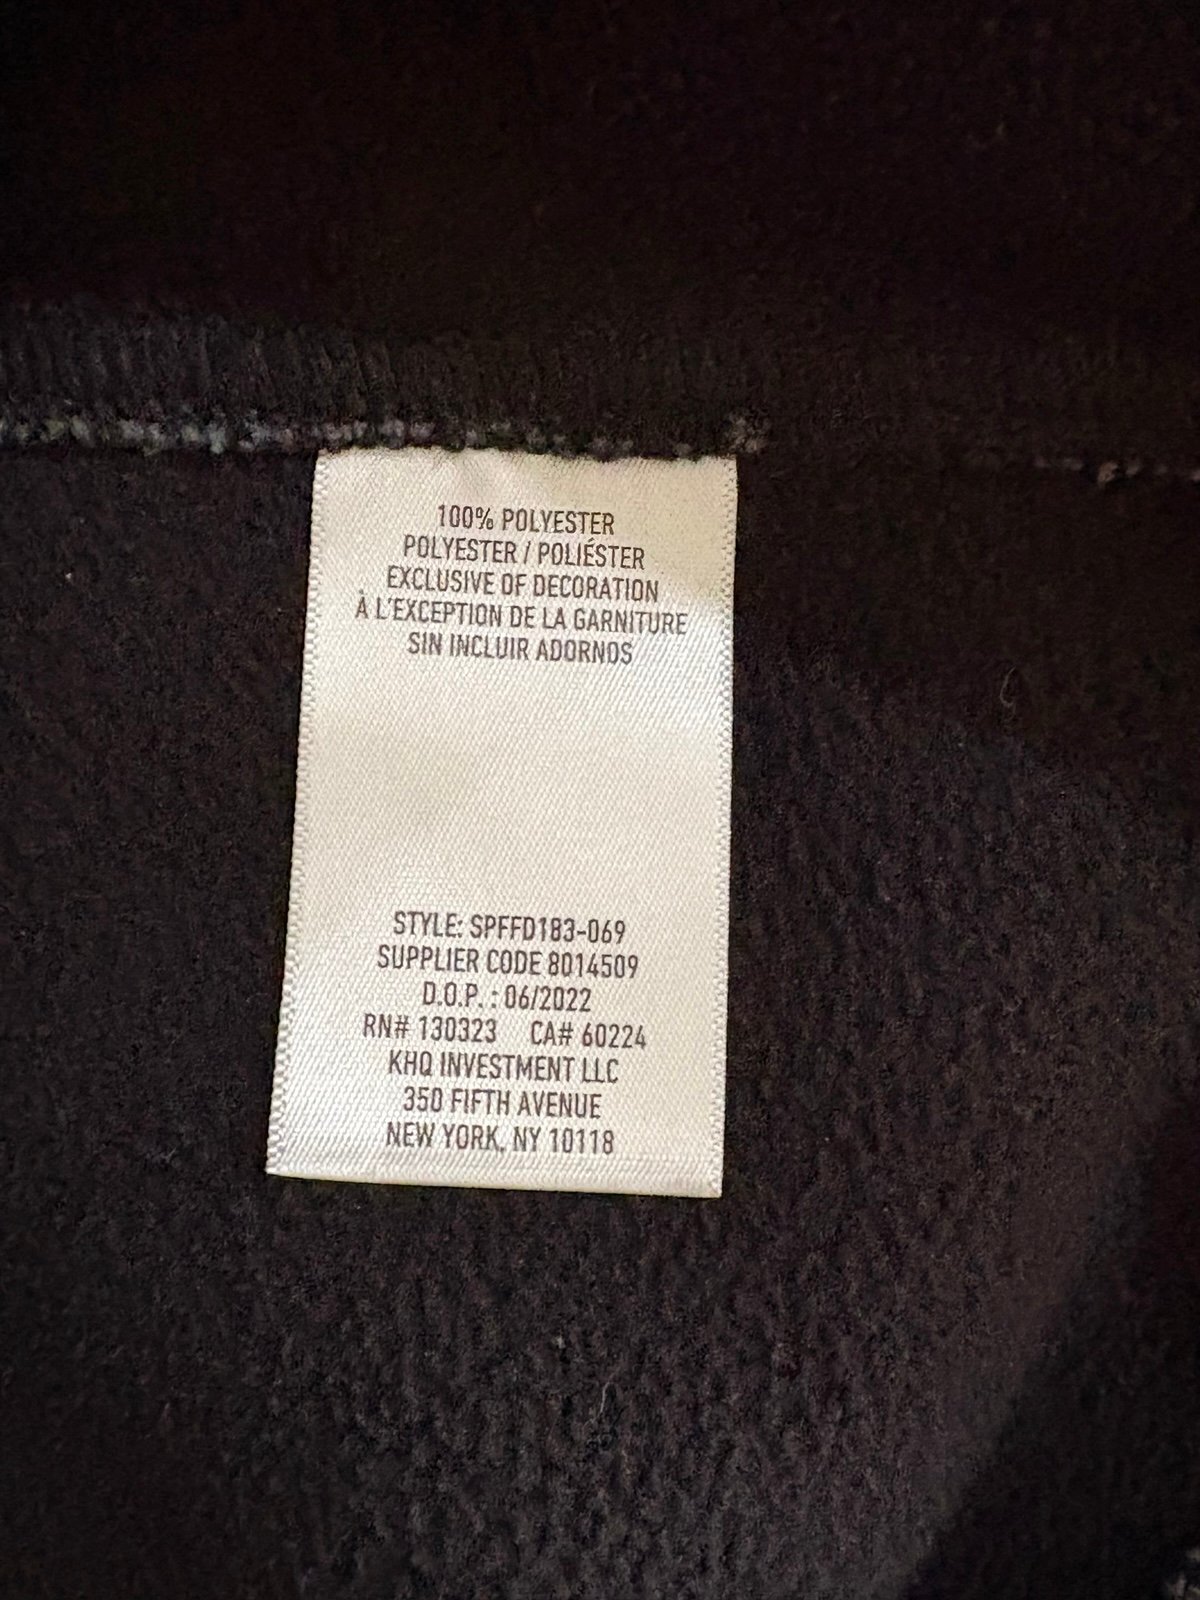 100% POLYESTER
POLYESTER / POLIÉSTER
EXCLUSIVE OF DECORATION
À L'EXCEPTION DE LA GARNITURE
SIN INCLUIR ADORNOS
STYLE: SPFFD183-069
SUPPLIER CODE 8014509
D.O.P. : 06/2022
RN# 130323 CA# 60224
KHQ INVESTMENT LLC
350 FIFTH AVENUE
NEW YORK, NY 10118